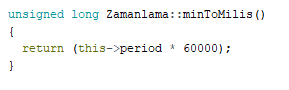 unsigned long Zamanlama::minToMilis()
{
  return (this->period * 60000);
}